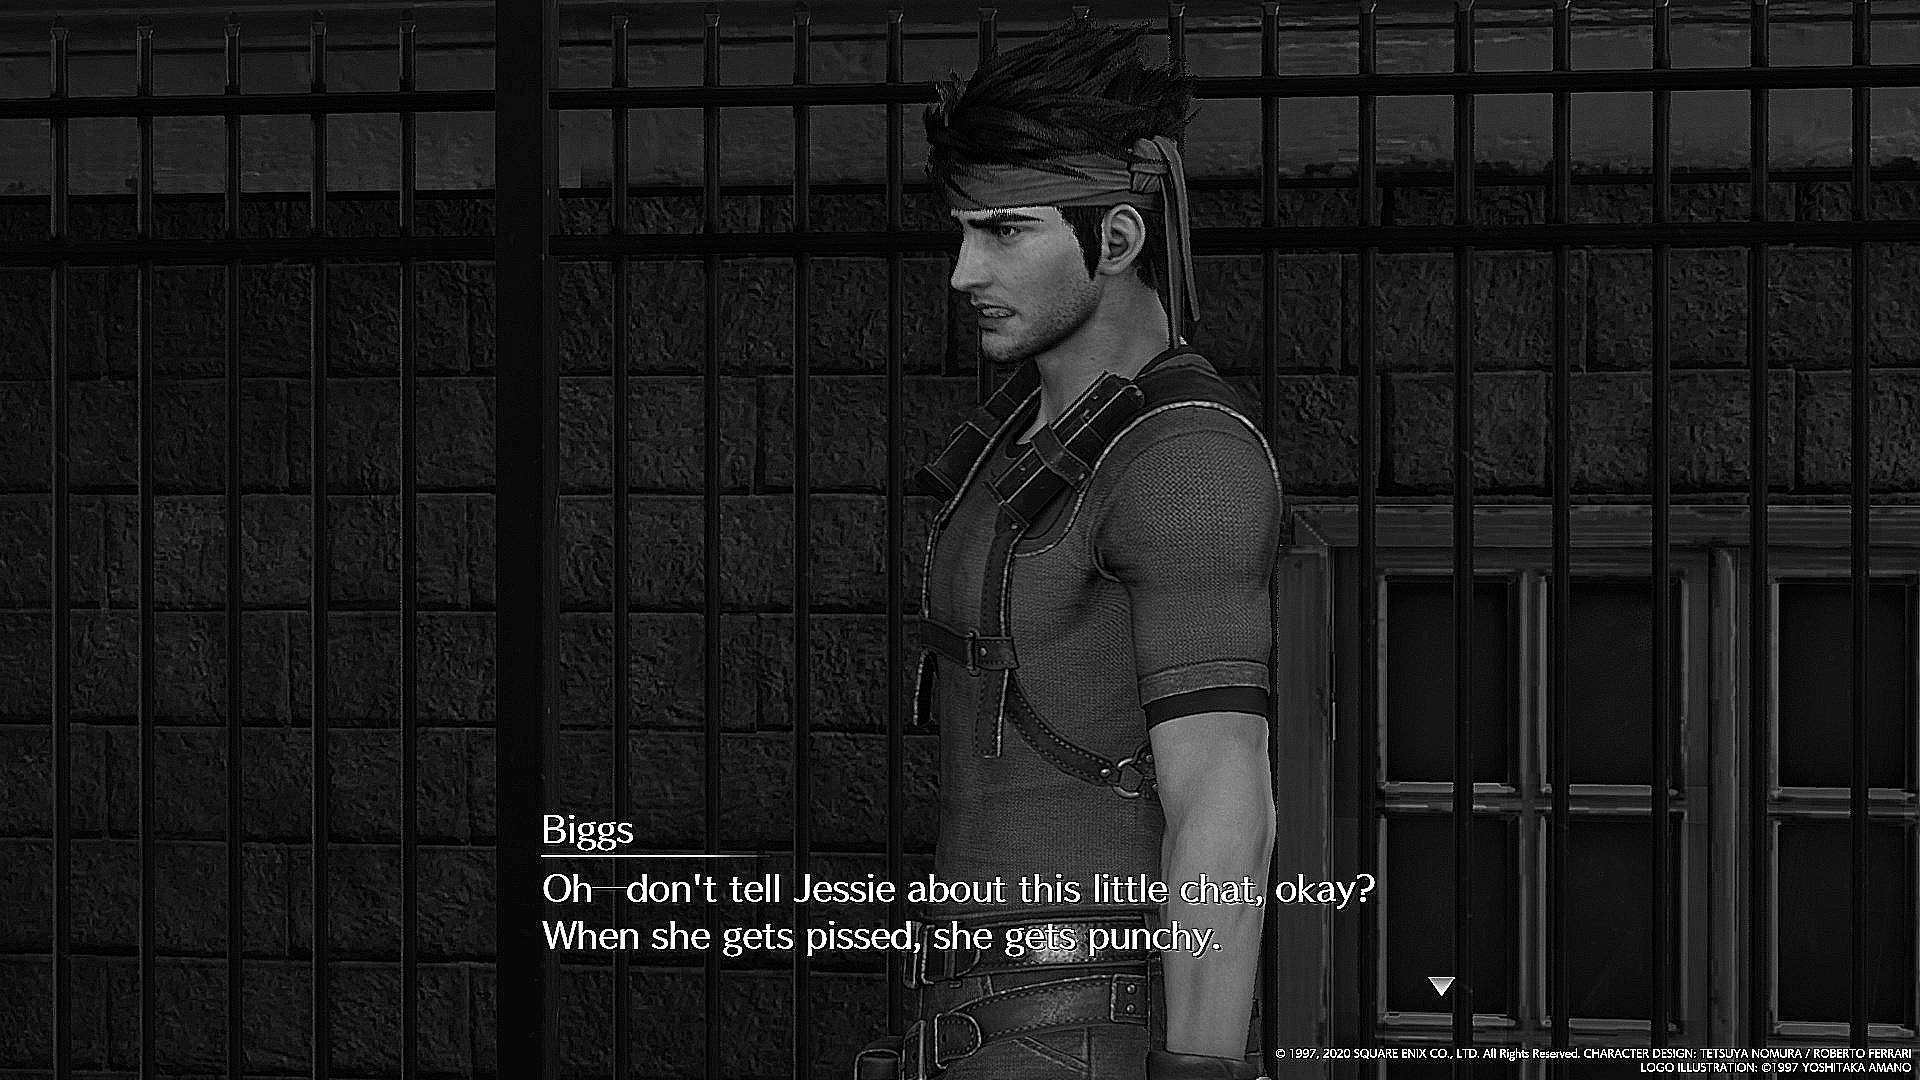 Biggs
Oh—don't tell Jessie about this little chat, okay?
When she gets pissed, she gets punchy.
© 1997, 2020 SQUARE ENIX CO., LTD. All Rights Reserved. CHARACTER DESIGN: TETSUYA NOMURA / ROBERTO FERRARI
LOGO ILLUSTRATION: ©1997 YOSHITAKA AMANO